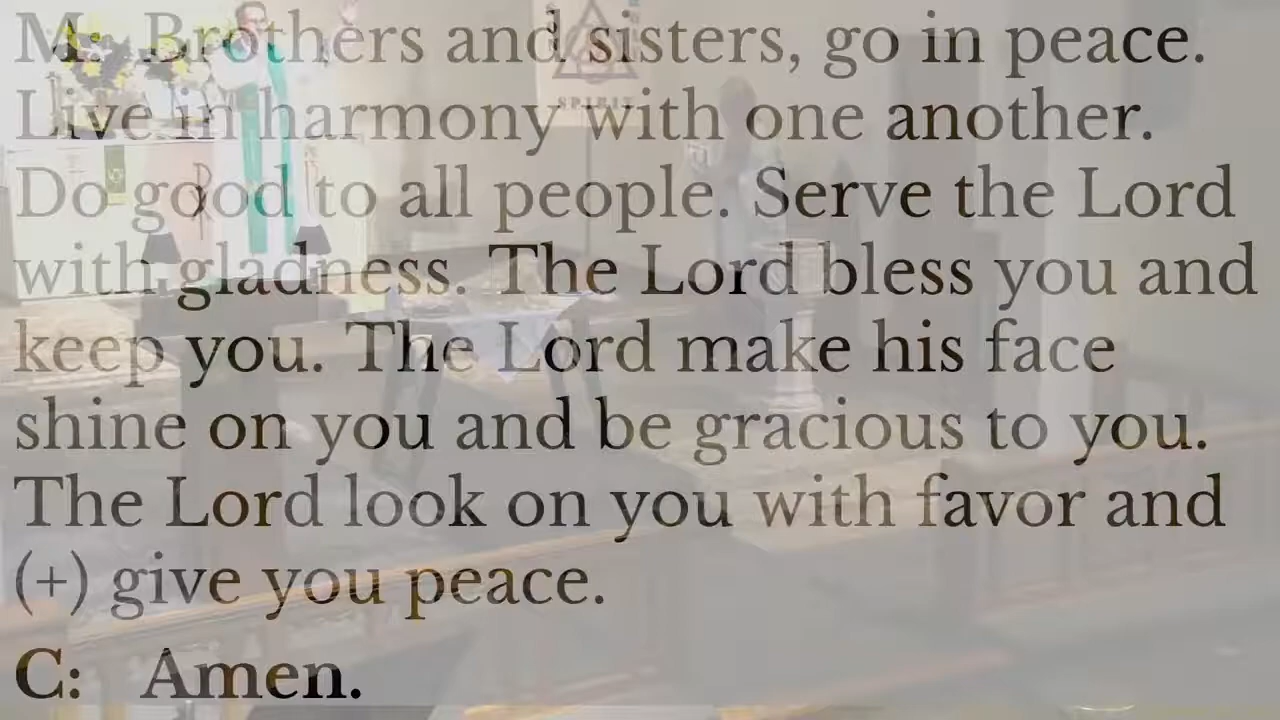 M: Brothers and sisters, go in peace.
Live in harmony with one another.
Do good to all people. Serve the Lord
with gladness. The Lord bless you and
keep you. The Lord make his face
shine on you and be gracious to you.
The Lord look on you with favor and
(+) give you peace.
C: Amen.
SPIRIT